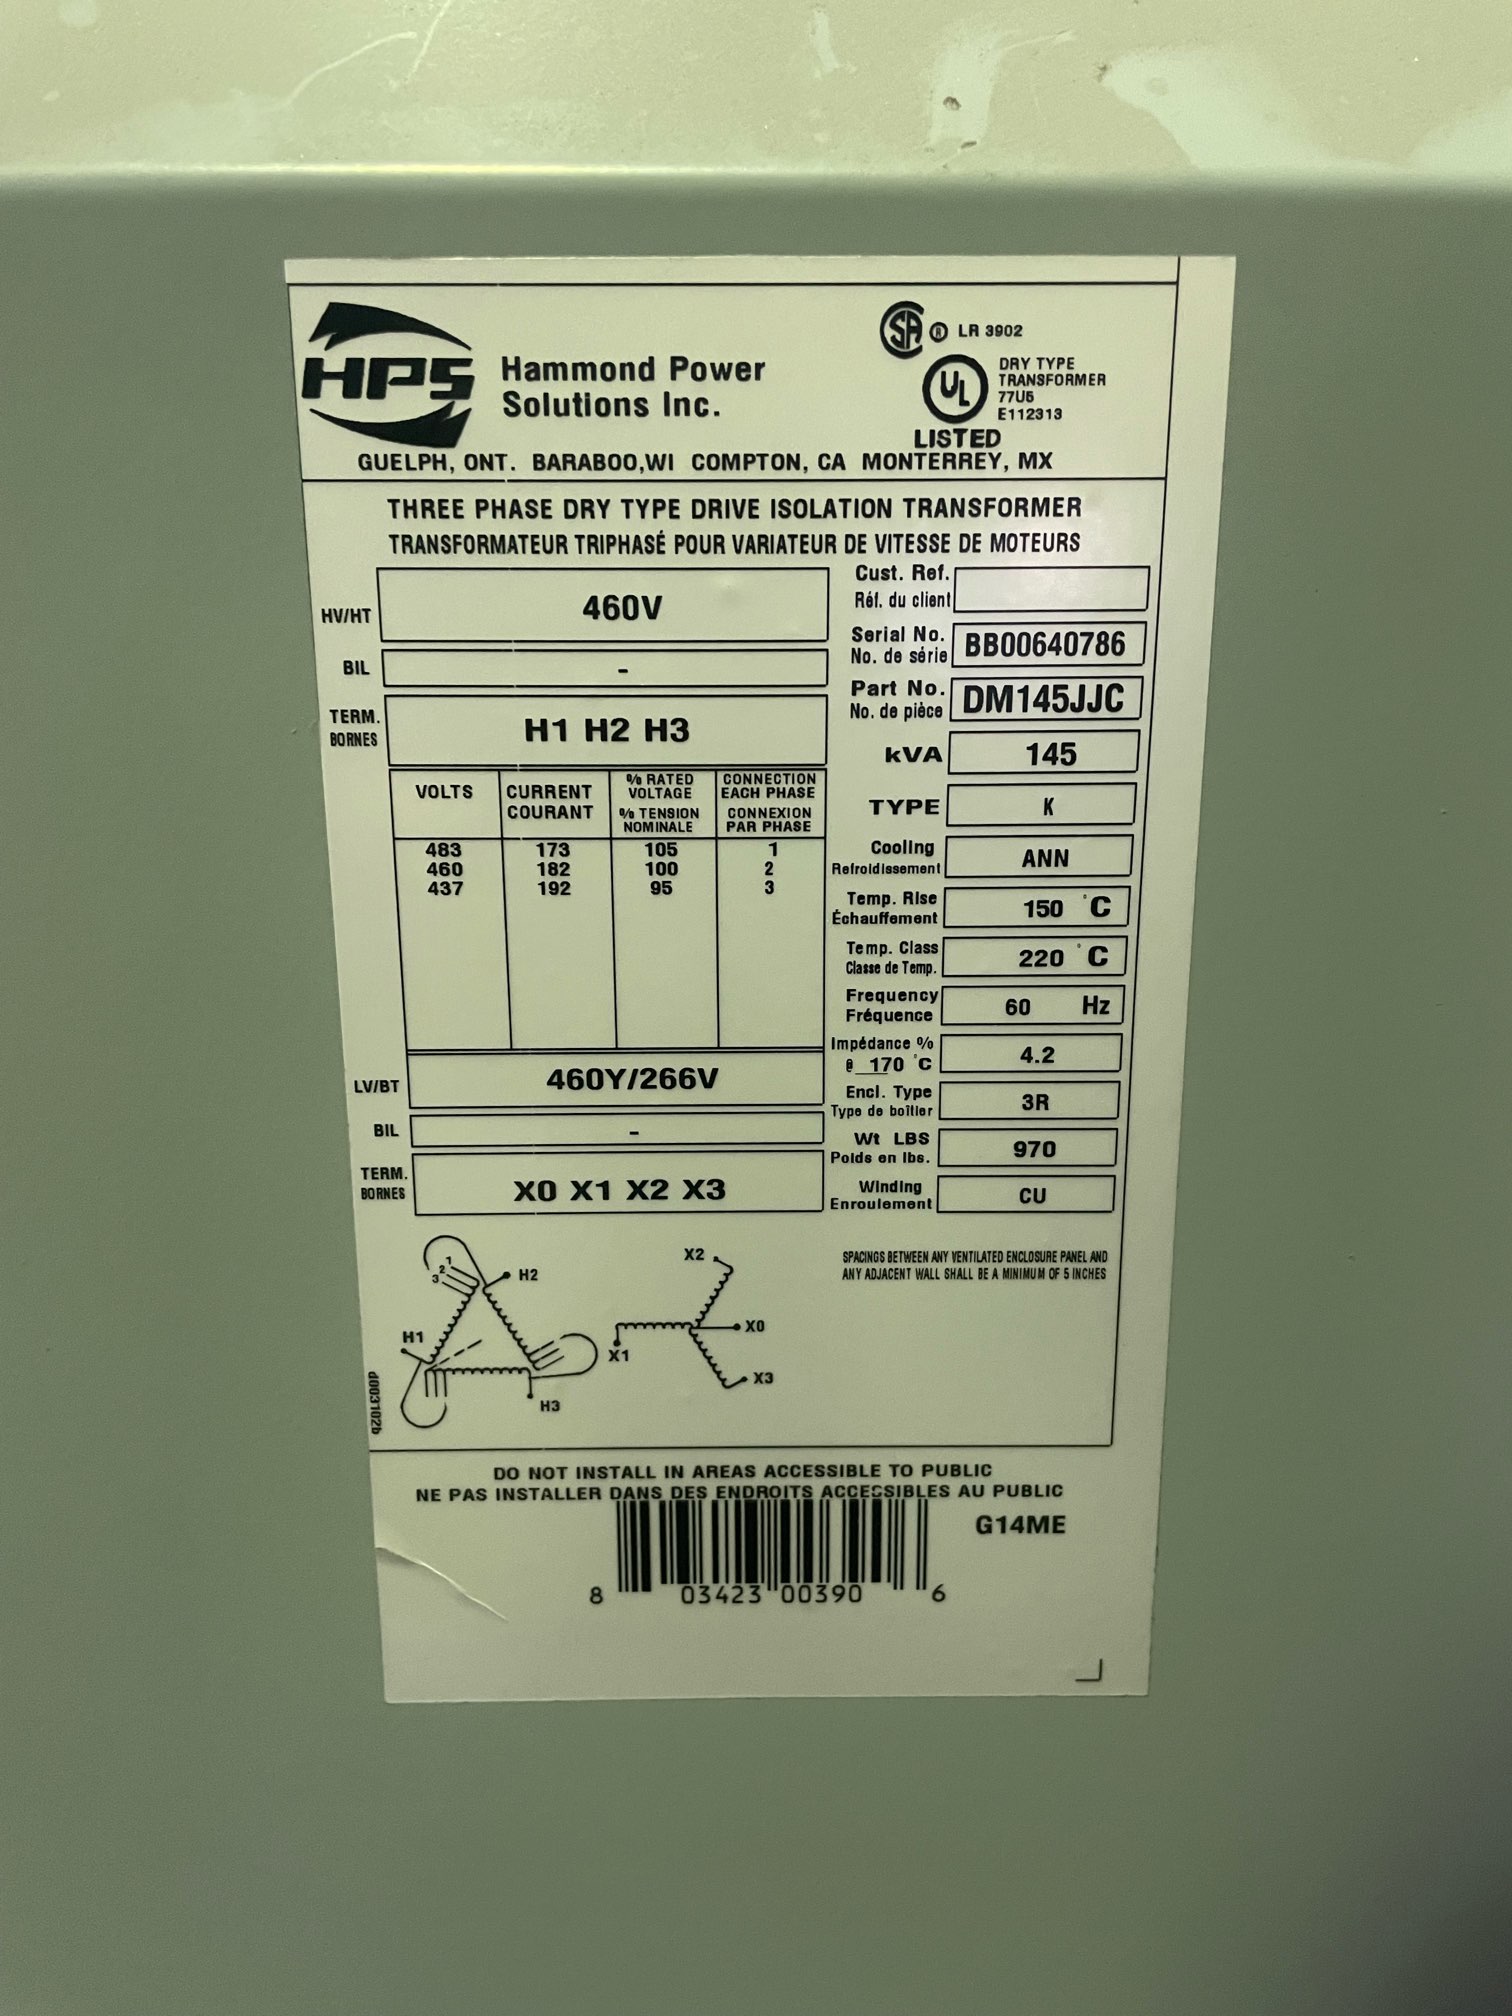 HPS
Hammond Power
Solutions Inc.
SA ® LR 3902
UL
DRY TYPE
TRANSFORMER
77U5
E112313
LISTED
GUELPH, ONT. BARABOO,WI COMPTON, CA MONTERREY, MX
THREE PHASE DRY TYPE DRIVE ISOLATION TRANSFORMER
TRANSFORMATEUR TRIPHASÉ POUR VARIATEUR DE VITESSE DE MOTEURS
HV/HT 460V
BIL -
TERM.
BORNES
H1 H2 H3
VOLTS
CURRENT
COURANT
% RATED
VOLTAGE
% TENSION
NOMINALE
CONNECTION
EACH PHASE
CONNEXION
PAR PHASE
483 173 105 1
460 182 100 2
437 192 95 3
LV/BT 460Y/266V
BIL -
TERM.
BORNES
X0 X1 X2 X3
Cust. Ref.
Réf. du client
Serial No.
No. de série
BB00640786
Part No.
No. de pièce
DM145JJC
kVA 145
TYPE K
Cooling
Refroidissement
ANN
Temp. Rise
Échauffement
150 °C
Temp. Class
Classe de Temp.
220 °C
Frequency
Fréquence
60 Hz
Impédance %
@ 170 °C
4.2
Encl. Type
Type de boîtier
3R
Wt LBS
Poids en lbs.
970
Winding
Enroulement
CU
1
2
3
H2
H1
H3
X2
X0
X1
X3
d003102b
SPACINGS BETWEEN ANY VENTILATED ENCLOSURE PANEL AND
ANY ADJACENT WALL SHALL BE A MINIMUM OF 5 INCHES
DO NOT INSTALL IN AREAS ACCESSIBLE TO PUBLIC
NE PAS INSTALLER DANS DES ENDROITS ACCESSIBLES AU PUBLIC
G14ME
8 03423 00390 6